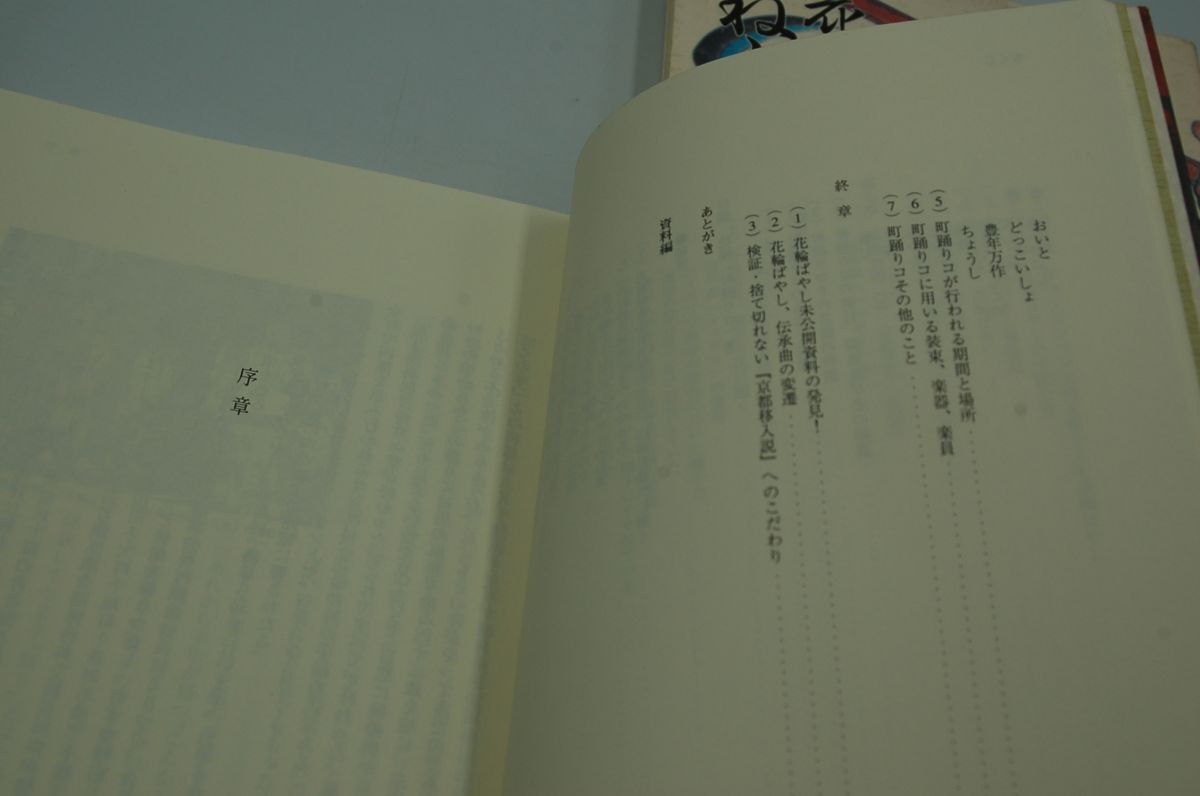 おいと
どっこいしょ
豊年万作
ちょうし
(5) 町踊りコが行われる期間と場所
(6) 町踊りコに用いる装束、楽器、楽員
(7) 町踊りコその他のこと
終章
(1) 花輪ばやし未公開資料の発見!
(2) 花輪ばやし、伝承曲の変遷
(3) 検証・捨て切れない『京都移入説』へのこだわり
あとがき
資料編
序章